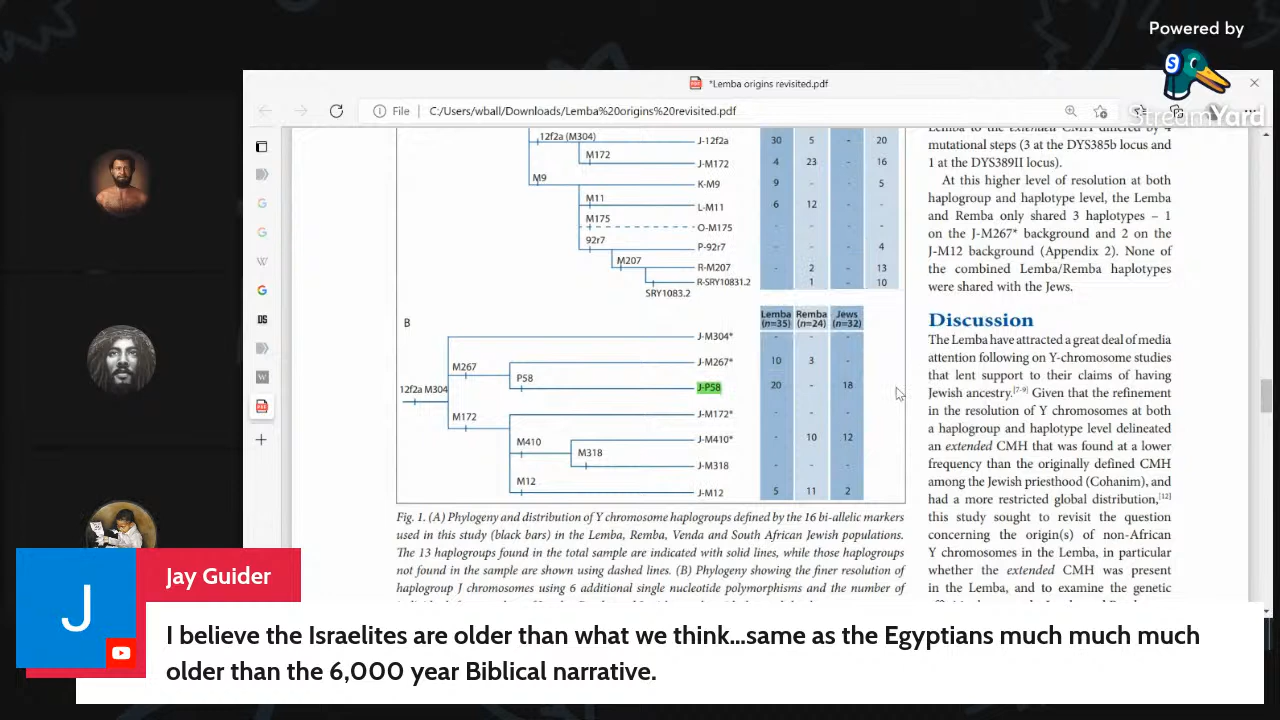 Powered by
StreamYard
*Lemba origins revisited.pdf
File
C:/Users/wball/Downloads/Lemba%20origins%20revisited.pdf
12f2a (M304)
J-12f2a 30 5 - 20
M172
J-M172 4 23 - 16
M9
K-M9 9 - - 5
M11
L-M11 6 12 - -
M175
O-M175 - - - -
92r7
P-92r7 - - - 4
M207
R-M207 - 2 - 13
R-SRY10831.2 - 1 - 10
SRY1083.2
B
Lemba (n=35)
Remba (n=24)
Jews (n=32)
J-M304* - - -
M267
J-M267* 10 3 -
P58
J-P58 20 - 18
12f2a M304
M172
J-M172* - - -
M410
J-M410* - 10 12
M318
J-M318 - - -
M12
J-M12 5 11 2
Fig. 1. (A) Phylogeny and distribution of Y chromosome haplogroups defined by the 16 bi-allelic markers
used in this study (black bars) in the Lemba, Remba, Venda and South African Jewish populations.
The 13 haplogroups found in the total sample are indicated with solid lines, while those haplogroups
not found in the sample are shown using dashed lines. (B) Phylogeny showing the finer resolution of
haplogroup J chromosomes using 6 additional single nucleotide polymorphisms and the number of
Lemba to the extended CMH differed by 4
mutational steps (3 at the DYS385b locus and
1 at the DYS389II locus).
At this higher level of resolution at both
haplogroup and haplotype level, the Lemba
and Remba only shared 3 haplotypes – 1
on the J-M267* background and 2 on the
J-M12 background (Appendix 2). None of
the combined Lemba/Remba haplotypes
were shared with the Jews.
Discussion
The Lemba have attracted a great deal of media
attention following on Y-chromosome studies
that lent support to their claims of having
Jewish ancestry.[7-9] Given that the refinement
in the resolution of Y chromosomes at both
a haplogroup and haplotype level delineated
an extended CMH that was found at a lower
frequency than the originally defined CMH
among the Jewish priesthood (Cohanim), and
had a more restricted global distribution,[12]
this study sought to revisit the question
concerning the origin(s) of non-African
Y chromosomes in the Lemba, in particular
whether the extended CMH was present
in the Lemba, and to examine the genetic
J
Jay Guider
I believe the Israelites are older than what we think...same as the Egyptians much much much
older than the 6,000 year Biblical narrative.